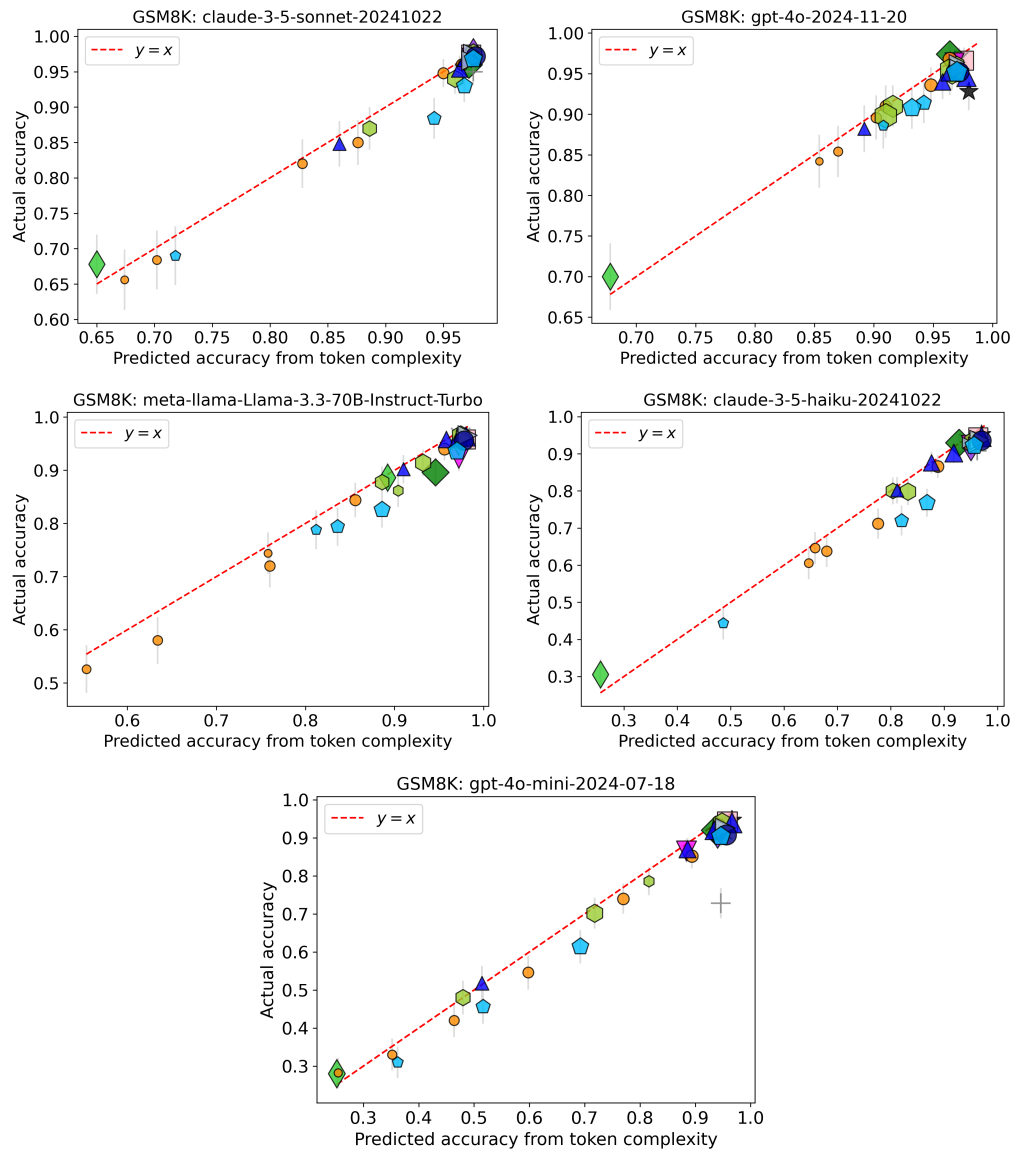 GSM8K: claude-3-5-sonnet-20241022
1.00
0.95
0.90
0.85
0.80
0.75
0.70
0.65
0.60
Actual accuracy
y = x
0.65 0.70 0.75 0.80 0.85 0.90 0.95
Predicted accuracy from token complexity
GSM8K: gpt-4o-2024-11-20
1.00
0.95
0.90
0.85
0.80
0.75
0.70
0.65
Actual accuracy
y = x
0.70 0.75 0.80 0.85 0.90 0.95 1.00
Predicted accuracy from token complexity
GSM8K: meta-llama-Llama-3.3-70B-Instruct-Turbo
1.0
0.9
0.8
0.7
0.6
0.5
Actual accuracy
y = x
0.6 0.7 0.8 0.9 1.0
Predicted accuracy from token complexity
GSM8K: claude-3-5-haiku-20241022
1.0
0.9
0.8
0.7
0.6
0.5
0.4
0.3
Actual accuracy
y = x
0.3 0.4 0.5 0.6 0.7 0.8 0.9 1.0
Predicted accuracy from token complexity
GSM8K: gpt-4o-mini-2024-07-18
1.0
0.9
0.8
0.7
0.6
0.5
0.4
0.3
Actual accuracy
y = x
0.3 0.4 0.5 0.6 0.7 0.8 0.9 1.0
Predicted accuracy from token complexity